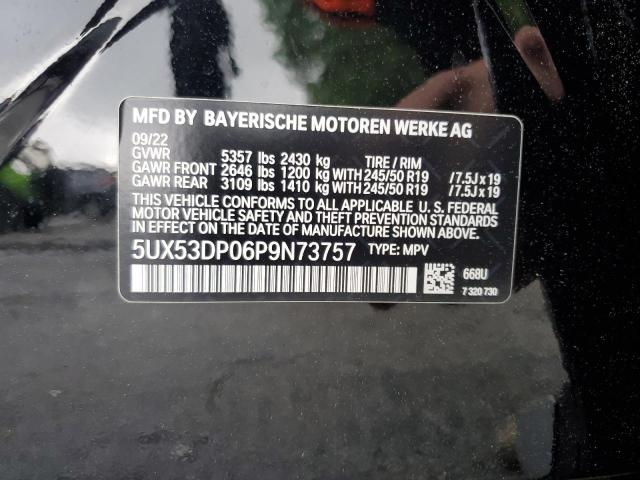 MFD BY BAYERISCHE MOTOREN WERKE AG
09/22
GVWR 5357 lbs 2430 kg TIRE / RIM
GAWR FRONT 2646 lbs 1200 kg WITH 245/50 R19 /7.5J x 19
GAWR REAR 3109 lbs 1410 kg WITH 245/50 R19 /7.5J x 19
THIS VEHICLE CONFORMS TO ALL APPLICABLE U. S. FEDERAL
MOTOR VEHICLE SAFETY AND THEFT PREVENTION STANDARDS
IN EFFECT ON THE DATE OF MANUFACTURE SHOWN ABOVE.
5UX53DP06P9N73757 TYPE: MPV
668U
7 320 730